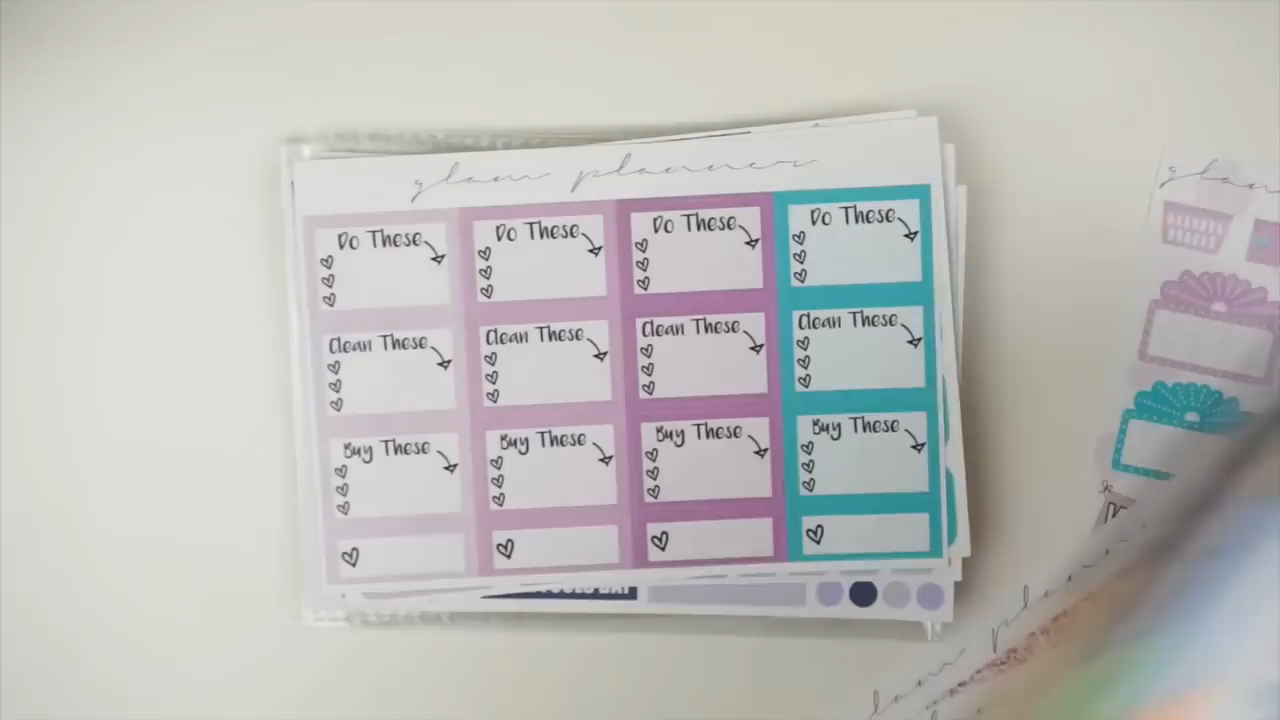 glam planner
Do These Do These Do These Do These
Clean These Clean These Clean These Clean These
Buy These Buy These Buy These Buy These
glam